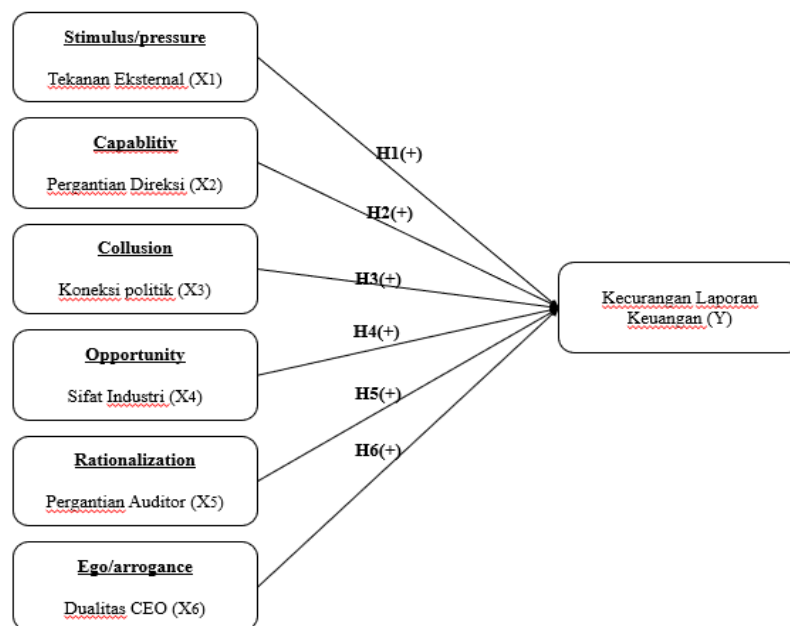 Stimulus/pressure
Tekanan Eksternal (X1)
H1(+)
Capablitiy
Pergantian Direksi (X2)
H2(+)
Collusion
Koneksi politik (X3)
H3(+)
Kecurangan Laporan
Keuangan (Y)
Opportunity
Sifat Industri (X4)
H4(+)
H5(+)
Rationalization
Pergantian Auditor (X5)
H6(+)
Ego/arrogance
Dualitas CEO (X6)